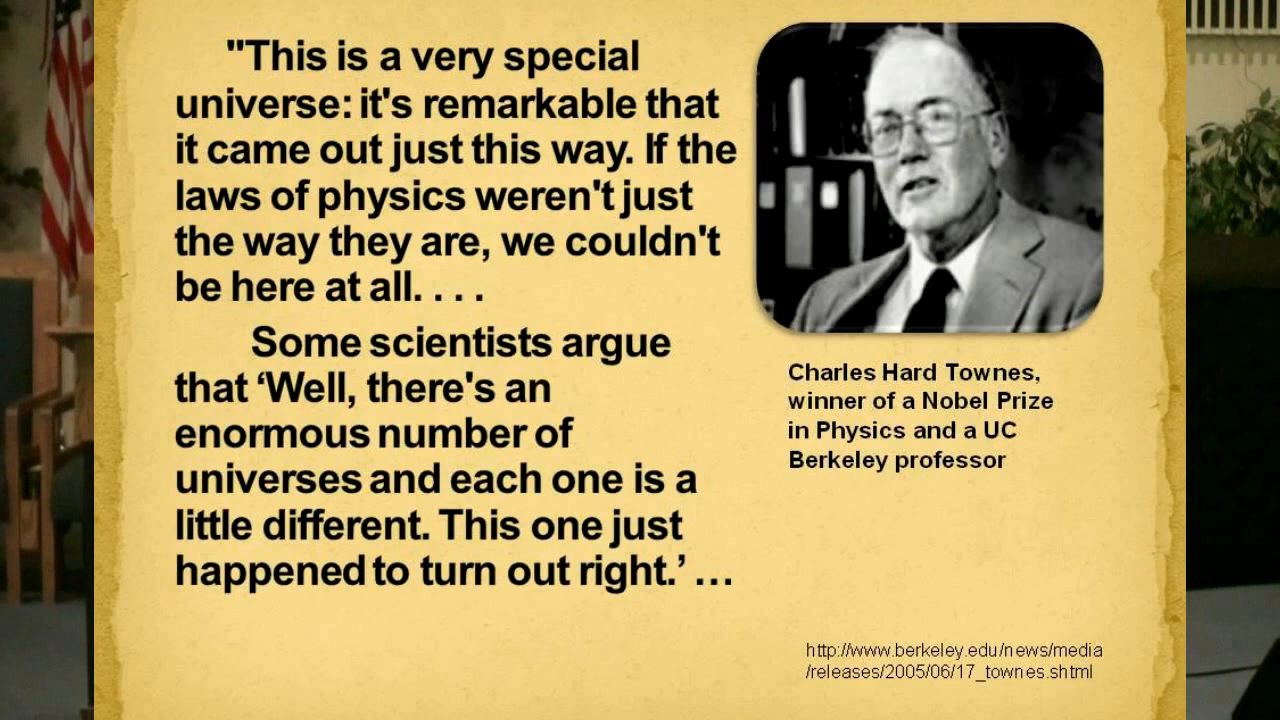 "This is a very special
universe: it's remarkable that
it came out just this way. If the
laws of physics weren't just
the way they are, we couldn't
be here at all. . . .
Some scientists argue
that ‘Well, there's an
enormous number of
universes and each one is a
little different. This one just
happened to turn out right.’ …
Charles Hard Townes,
winner of a Nobel Prize
in Physics and a UC
Berkeley professor
http://www.berkeley.edu/news/media
/releases/2005/06/17_townes.shtml